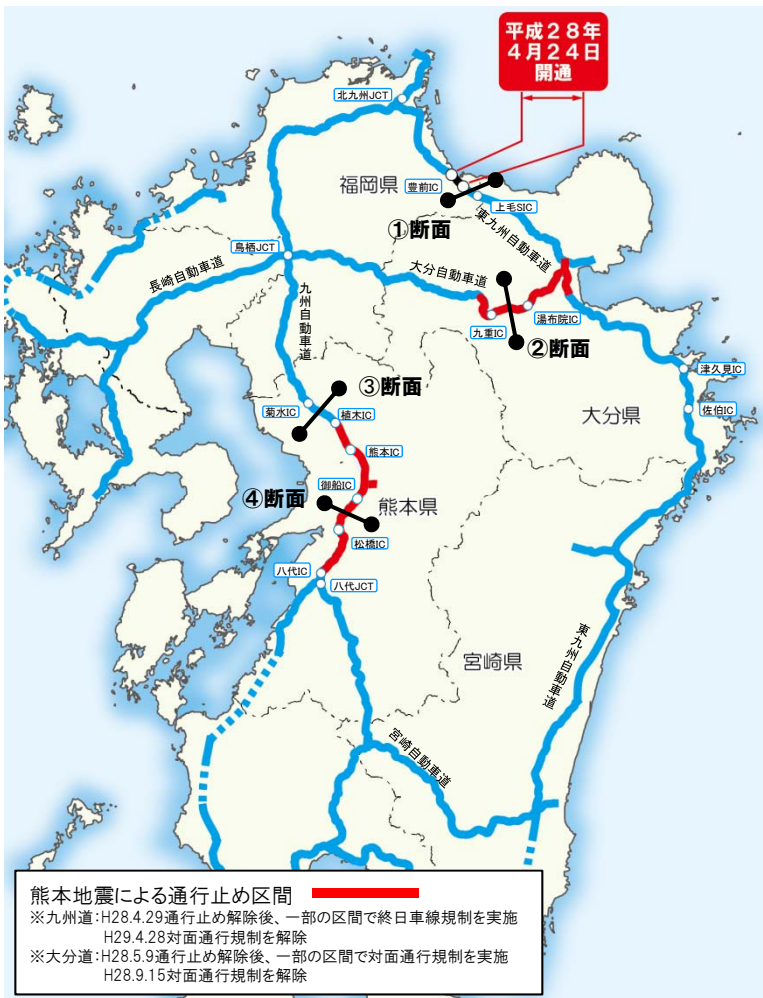 平成２８年
４月２４日
開通
北九州JCT
福岡県
豊前IC
上毛SIC
①断面
東九州自動車道
鳥栖JCT
大分自動車道
長崎自動車道
九州自動車道
湯布院IC
九重IC
②断面
津久見IC
③断面
菊水IC
植木IC
佐伯IC
大分県
熊本IC
御船IC
④断面
熊本県
松橋IC
八代IC
八代JCT
東九州自動車道
宮崎県
宮崎自動車道
熊本地震による通行止め区間
※九州道：H28.4.29通行止め解除後、一部の区間で終日車線規制を実施
H29.4.28対面通行規制を解除
※大分道：H28.5.9通行止め解除後、一部の区間で対面通行規制を実施
H28.9.15対面通行規制を解除